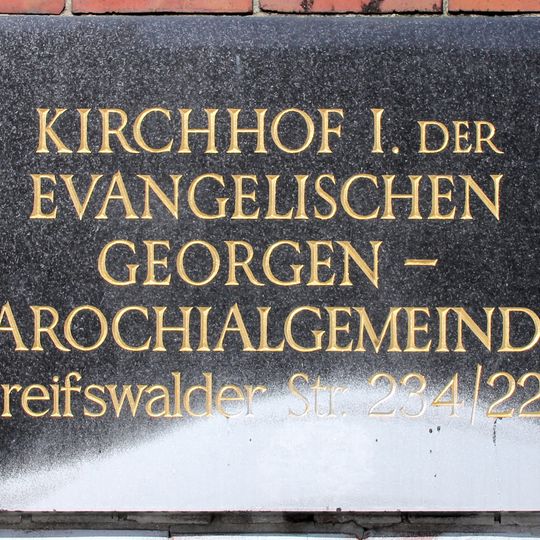 KIRCHHOF I. DER
EVANGELISCHEN
GEORGEN –
AROCHIALGEMEIND
reifswalder Str. 234/22